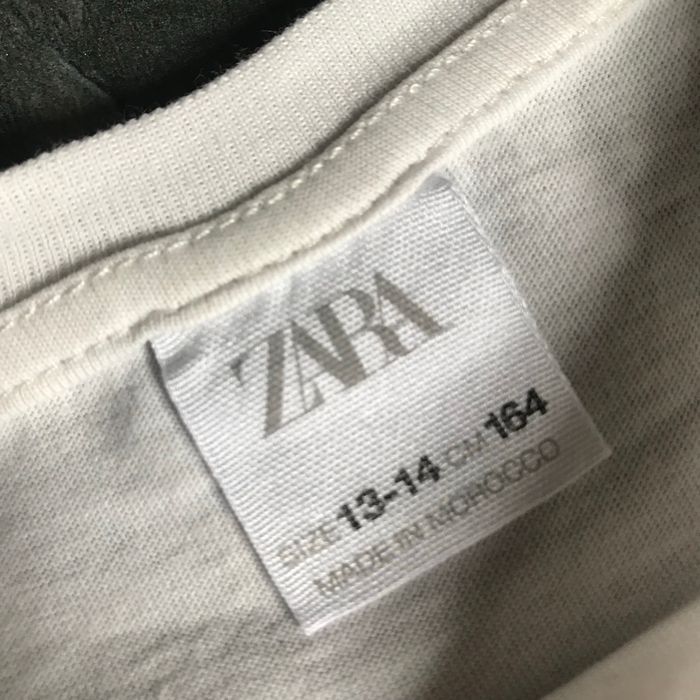 ZARA
SIZE 13-14 CM 164
MADE IN MOROCCO